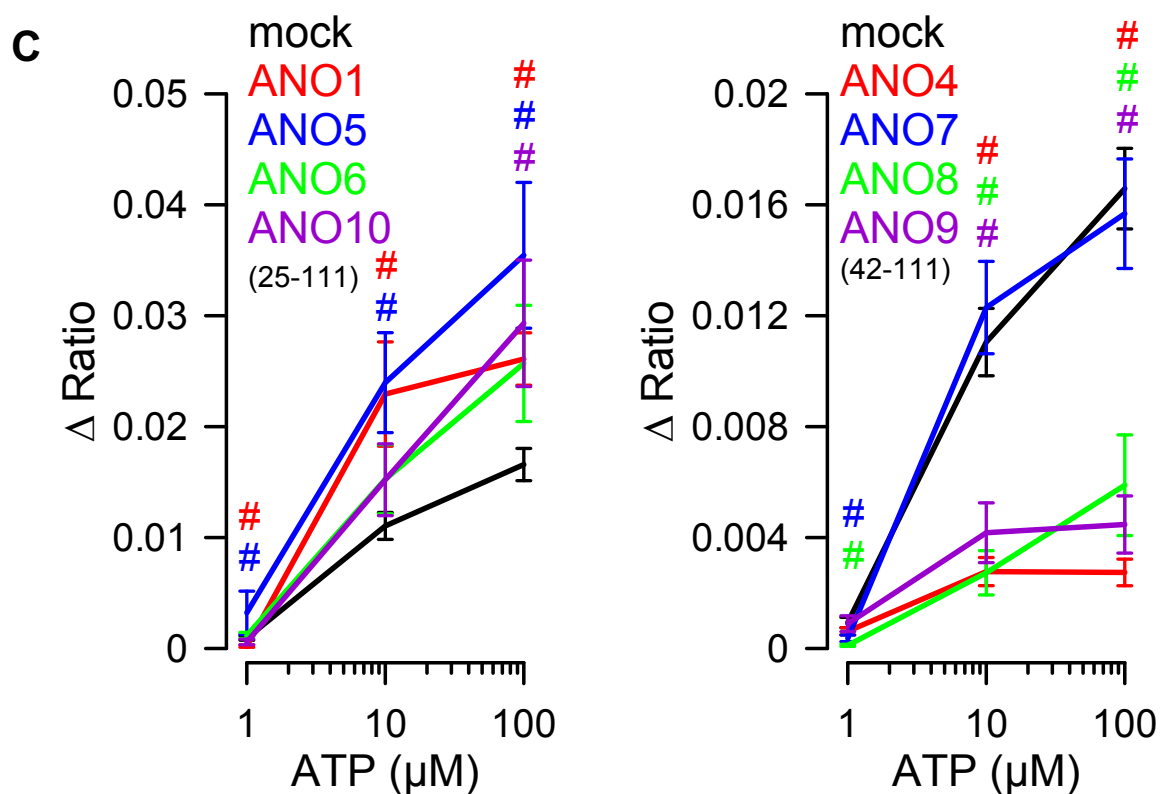 C
mock
ANO1
ANO5
ANO6
ANO10
(25-111)
#
#
#
#
#
#
#
0.05
0.04
0.03
0.02
0.01
0
Δ Ratio
1 10 100
ATP (µM)
mock
ANO4
ANO7
ANO8
ANO9
(42-111)
#
#
#
#
#
#
#
#
0.02
0.016
0.012
0.008
0.004
0
Δ Ratio
1 10 100
ATP (µM)